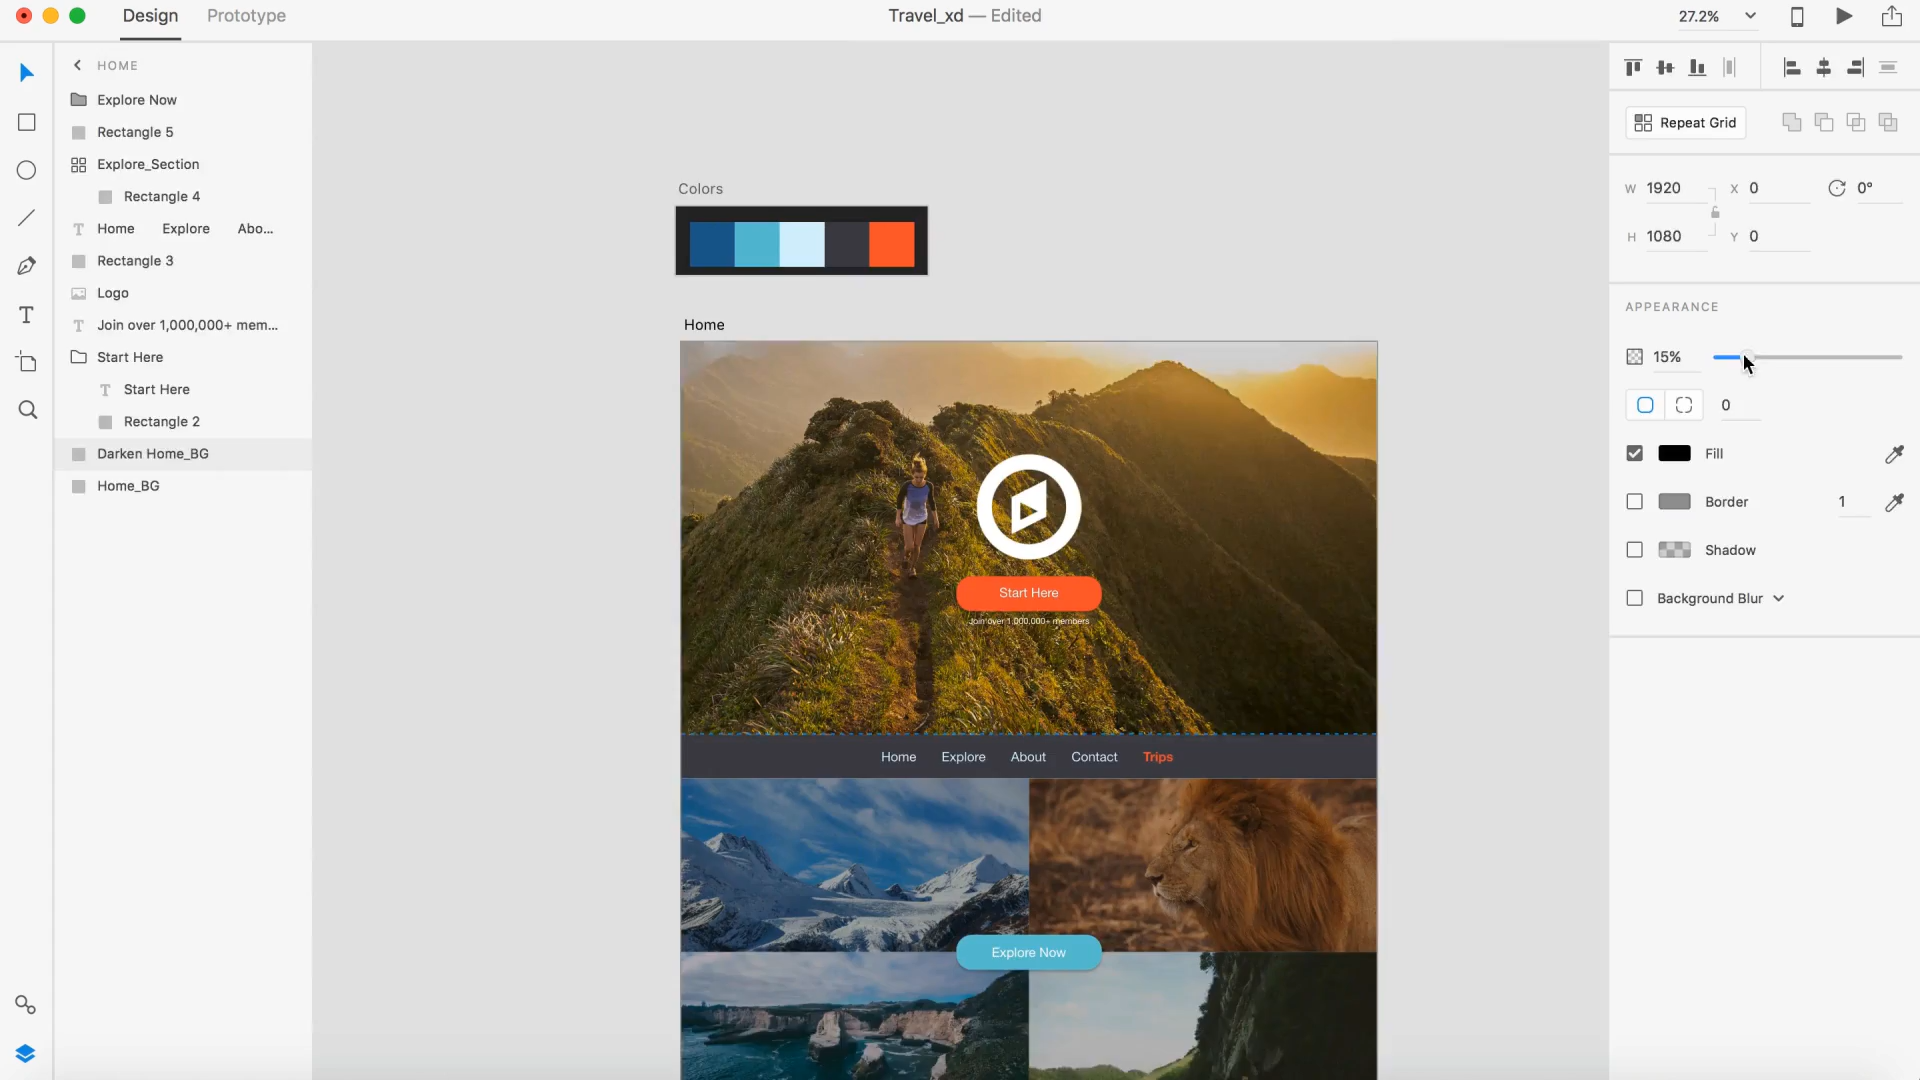 Design Prototype Travel_xd — Edited 27.2%
HOME
Explore Now
Rectangle 5
Explore_Section
Rectangle 4
Home Explore Abo...
Rectangle 3
Logo
Join over 1,000,000+ mem...
Start Here
Start Here
Rectangle 2
Darken Home_BG
Home_BG
Colors
Home
Start Here
Join over 1,000,000+ members
Home Explore About Contact Trips
Explore Now
Repeat Grid
W 1920 X 0 0°
H 1080 Y 0
APPEARANCE
15%
0
Fill
Border 1
Shadow
Background Blur